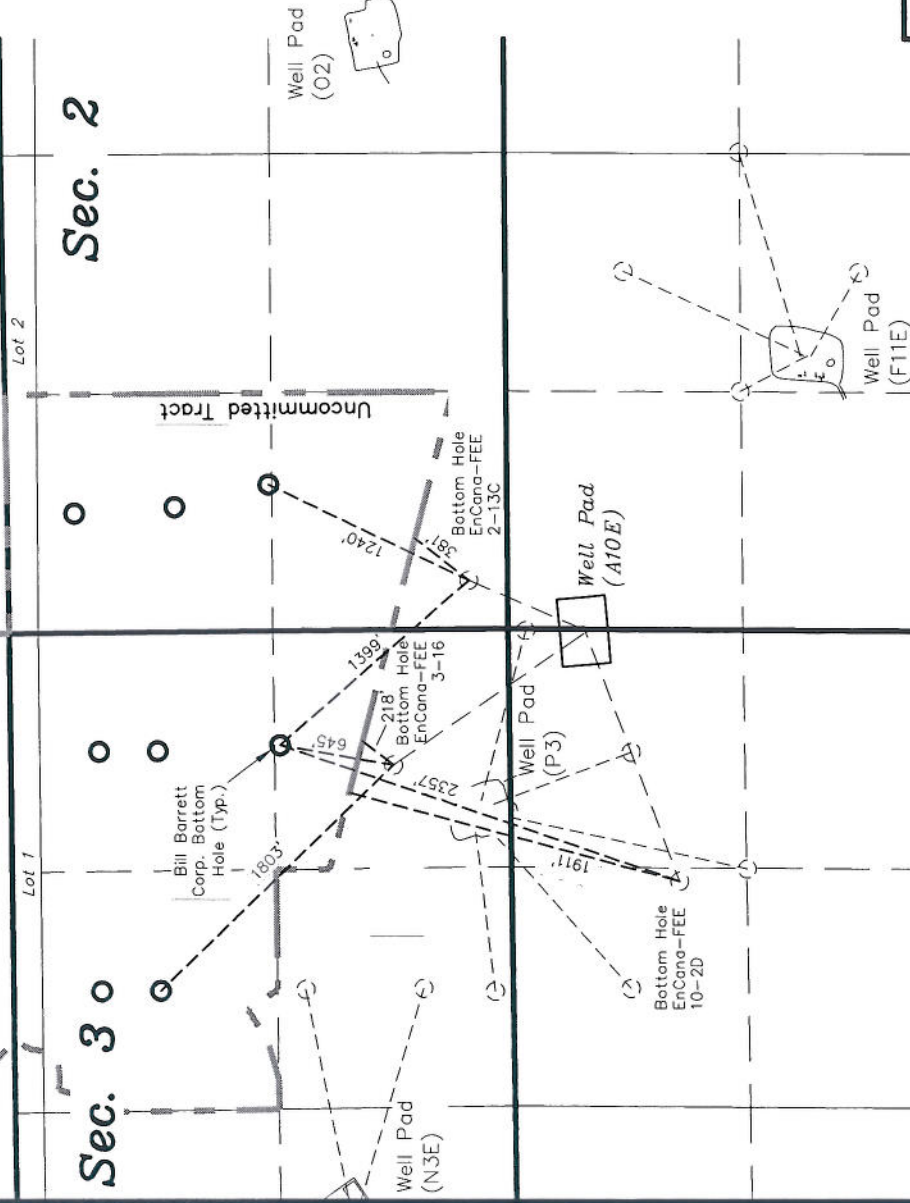 Sec. 2
Sec. 3
Lot 2
Lot 1
Well Pad
(O2)
Uncommitted Tract
Bottom Hole
EnCana-FEE
2-13C
1240'
381'
1399'
Bottom Hole
EnCana-FEE
3-16
218'
645'
Bill Barrett
Corp. Bottom
Hole (Typ.)
1803'
2357'
1911'
Well Pad
(P3)
Well Pad
(A10E)
Well Pad
(F11E)
Bottom Hole
EnCana-FEE
10-2D
Well Pad
(N3E)